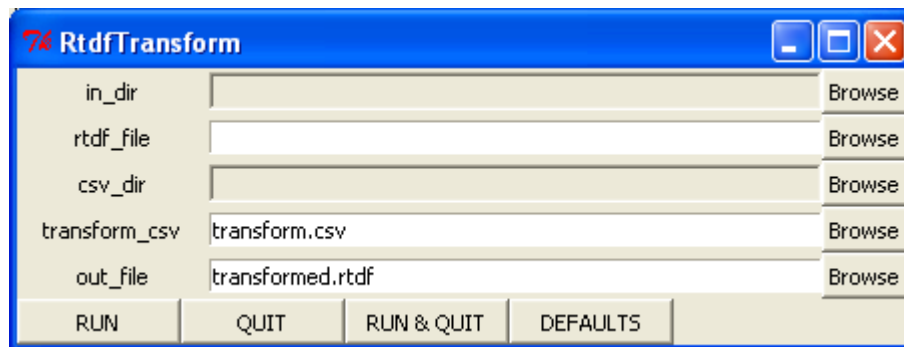 Tk RtdfTransform
in_dir Browse
rtdf_file Browse
csv_dir Browse
transform_csv transform.csv Browse
out_file transformed.rtdf Browse
RUN QUIT RUN & QUIT DEFAULTS